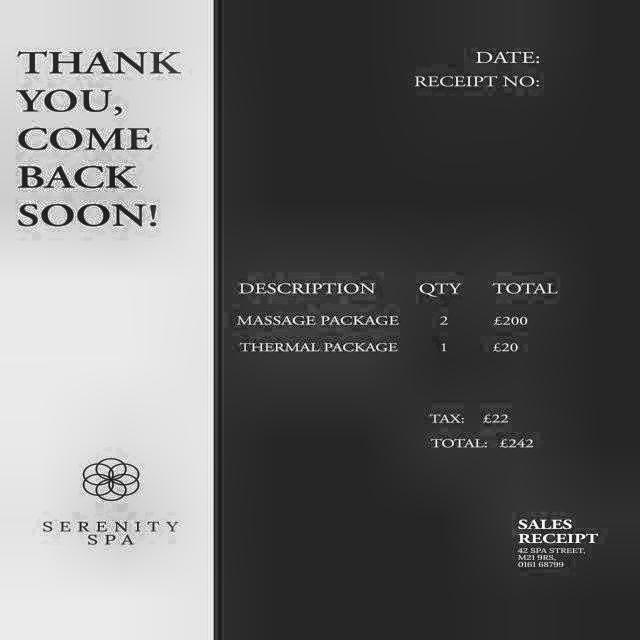 THANK
YOU,
COME
BACK
SOON!
DATE:
RECEIPT NO:
DESCRIPTION QTY TOTAL
MASSAGE PACKAGE 2 £200
THERMAL PACKAGE 1 £20
TAX: £22
TOTAL: £242
SERENITY
SPA
SALES
RECEIPT
42 SPA STREET,
M21 9RS,
0161 68799